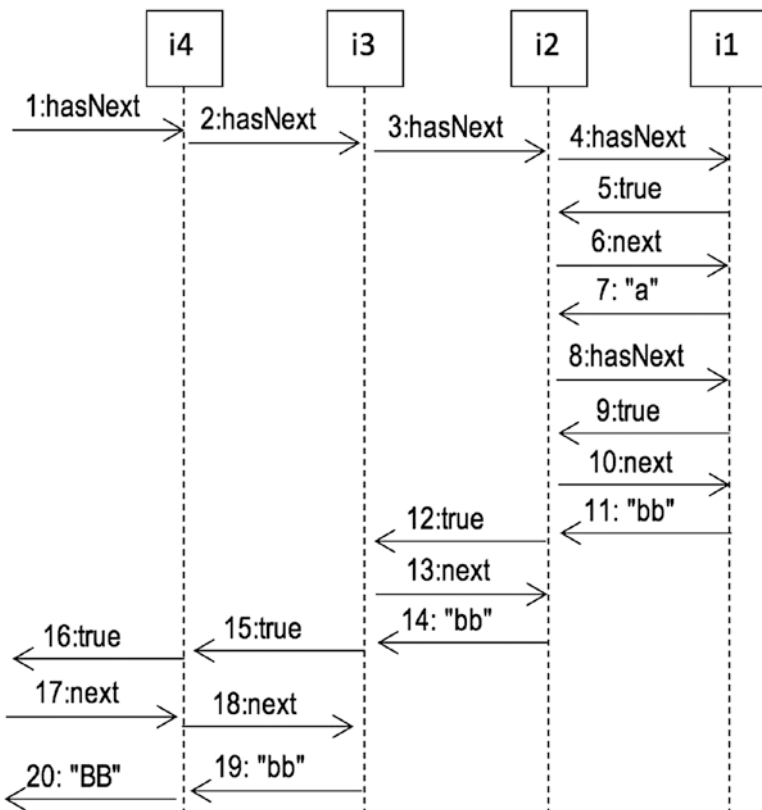 i4
i3
i2
i1
1:hasNext
2:hasNext
3:hasNext
4:hasNext
5:true
6:next
7: "a"
8:hasNext
9:true
10:next
11: "bb"
12:true
13:next
14: "bb"
15:true
16:true
17:next
18:next
19: "bb"
20: "BB"